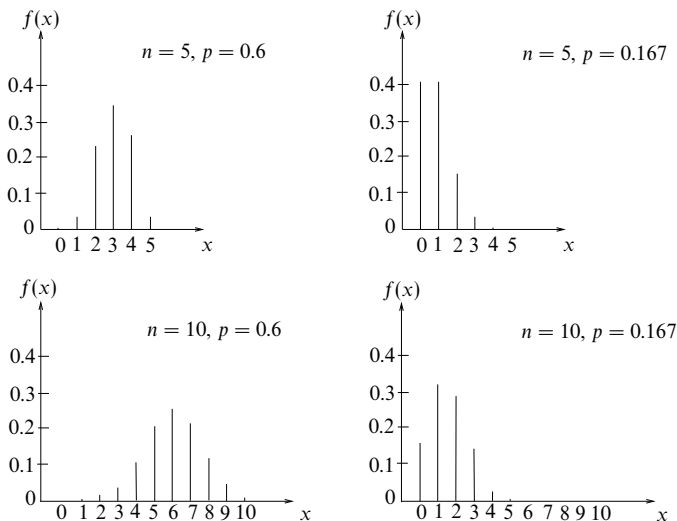 f(x)
n = 5, p = 0.6
0.4
0.3
0.2
0.1
0
0 1 2 3 4 5 x
f(x)
n = 5, p = 0.167
0.4
0.3
0.2
0.1
0
0 1 2 3 4 5 x
f(x)
n = 10, p = 0.6
0.4
0.3
0.2
0.1
0
0 1 2 3 4 5 6 7 8 9 10 x
f(x)
n = 10, p = 0.167
0.4
0.3
0.2
0.1
0
0 1 2 3 4 5 6 7 8 9 10 x